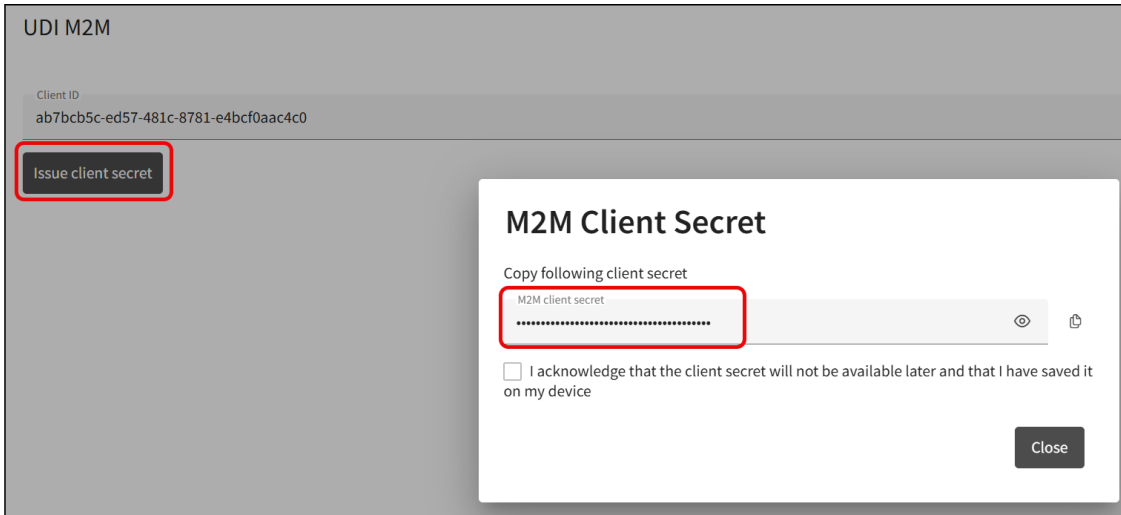 UDI M2M
Client ID
ab7bcb5c-ed57-481c-8781-e4bcf0aac4c0
Issue client secret
M2M Client Secret
Copy following client secret
M2M client secret
••••••••••••••••••••••••••••••••••••••••
I acknowledge that the client secret will not be available later and that I have saved it
on my device
Close